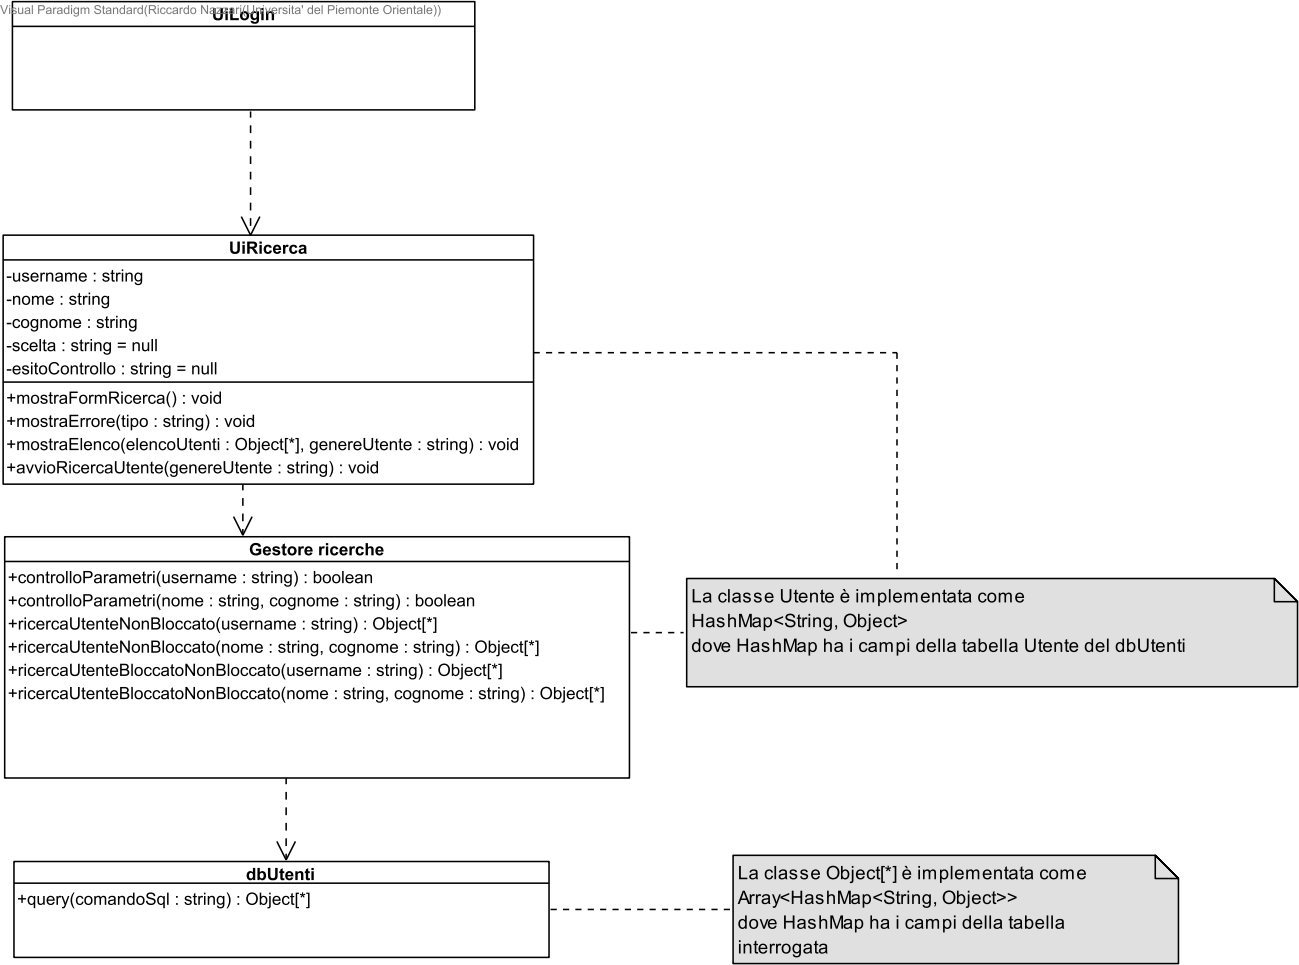 Visual Paradigm Standard(Riccardo Nazzari(Universita' del Piemonte Orientale))
UiLogin
UiRicerca
-username : string
-nome : string
-cognome : string
-scelta : string = null
-esitoControllo : string = null
+mostraFormRicerca() : void
+mostraErrore(tipo : string) : void
+mostraElenco(elencoUtenti : Object[*], genereUtente : string) : void
+avvioRicercaUtente(genereUtente : string) : void
Gestore ricerche
+controlloParametri(username : string) : boolean
+controlloParametri(nome : string, cognome : string) : boolean
+ricercaUtenteNonBloccato(username : string) : Object[*]
+ricercaUtenteNonBloccato(nome : string, cognome : string) : Object[*]
+ricercaUtenteBloccatoNonBloccato(username : string) : Object[*]
+ricercaUtenteBloccatoNonBloccato(nome : string, cognome : string) : Object[*]
La classe Utente è implementata come
HashMap<String, Object>
dove HashMap ha i campi della tabella Utente del dbUtenti
dbUtenti
+query(comandoSql : string) : Object[*]
La classe Object[*] è implementata come
Array<HashMap<String, Object>>
dove HashMap ha i campi della tabella
interrogata